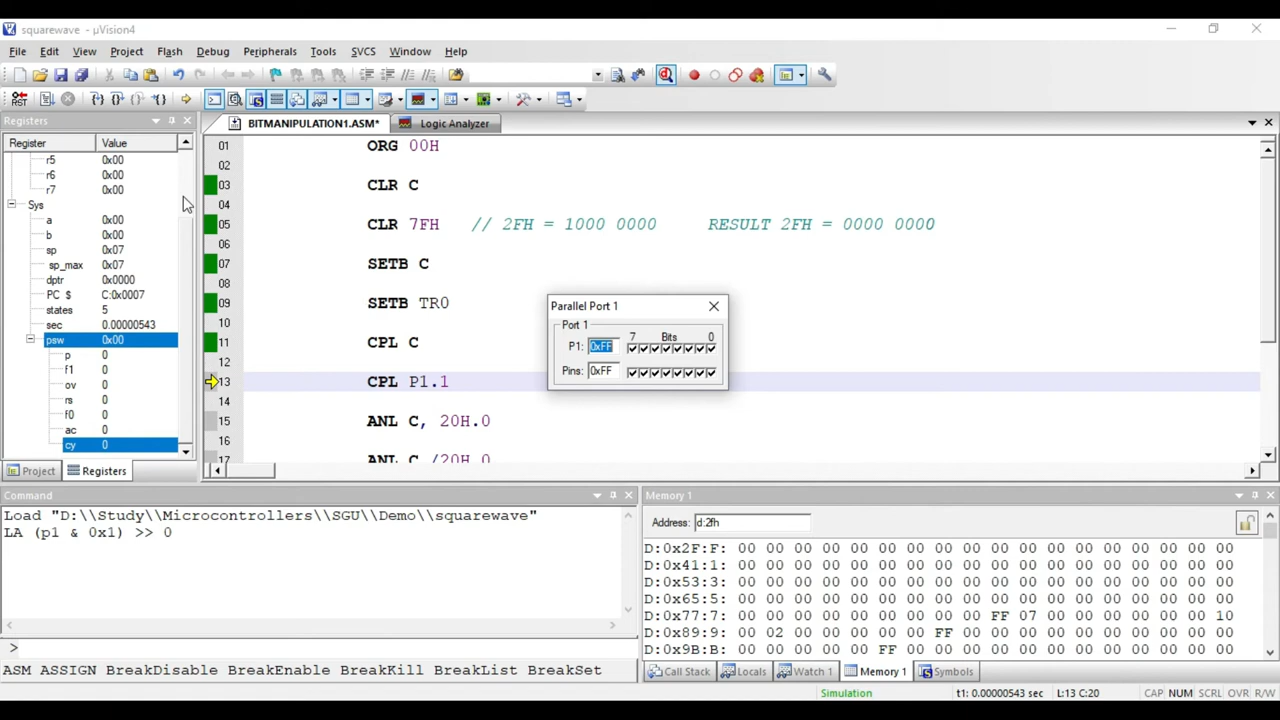 squarewave - µVision4
File Edit View Project Flash Debug Peripherals Tools SVCS Window Help
Registers
BITMANIPULATION1.ASM*
Logic Analyzer
Register Value
r5 0x00
r6 0x00
r7 0x00
Sys
a 0x00
b 0x00
sp 0x07
sp_max 0x07
dptr 0x0000
PC $ C:0x0007
states 5
sec 0.00000543
psw 0x00
p 0
f1 0
ov 0
rs 0
f0 0
ac 0
cy 0
Project Registers
01 ORG 00H
02
03 CLR C
04
05 CLR 7FH // 2FH = 1000 0000 RESULT 2FH = 0000 0000
06
07 SETB C
08
09 SETB TR0
10
11 CPL C
12
13 CPL P1.1
14
15 ANL C, 20H.0
16
17 ANL C /20H.0
Parallel Port 1
Port 1
7 Bits 0
P1: 0xFF
Pins: 0xFF
Command
Load "D:\\Study\\Microcontrollers\\SGU\\Demo\\squarewave"
LA (p1 & 0x1) >> 0
>
ASM ASSIGN BreakDisable BreakEnable BreakKill BreakList BreakSet
Memory 1
Address: d:2fh
D:0x2F:F: 00 00 00 00 00 00 00 00 00 00 00 00 00 00 00 00 00 00
D:0x41:1: 00 00 00 00 00 00 00 00 00 00 00 00 00 00 00 00 00 00
D:0x53:3: 00 00 00 00 00 00 00 00 00 00 00 00 00 00 00 00 00 00
D:0x65:5: 00 00 00 00 00 00 00 00 00 00 00 00 00 00 00 00 00 00
D:0x77:7: 00 00 00 00 00 00 00 00 00 FF 07 00 00 00 00 00 00 10
D:0x89:9: 00 02 00 00 00 00 00 FF 00 00 00 00 00 00 00 00 00 00
D:0x9B:B: 00 00 00 00 00 FF 00 00 00 00 00 00 00 00 00 00 00 00
Call Stack Locals Watch 1 Memory 1 Symbols
Simulation t1: 0.00000543 sec L:13 C:20 CAP NUM SCRL OVR R/W